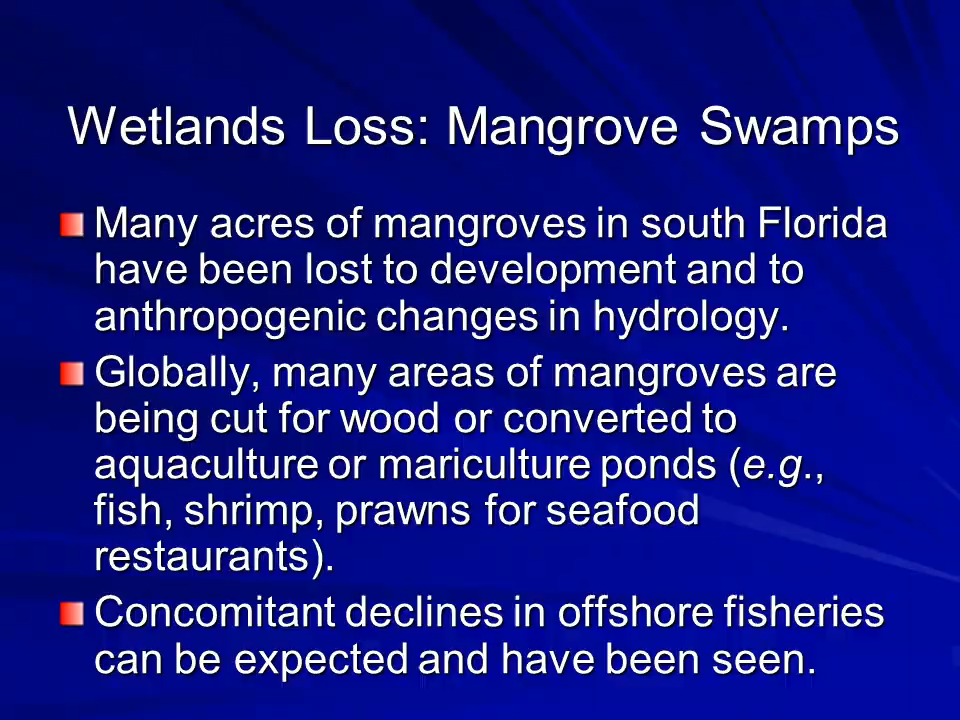 Wetlands Loss: Mangrove Swamps
Many acres of mangroves in south Florida
have been lost to development and to
anthropogenic changes in hydrology.
Globally, many areas of mangroves are
being cut for wood or converted to
aquaculture or mariculture ponds (e.g.,
fish, shrimp, prawns for seafood
restaurants).
Concomitant declines in offshore fisheries
can be expected and have been seen.